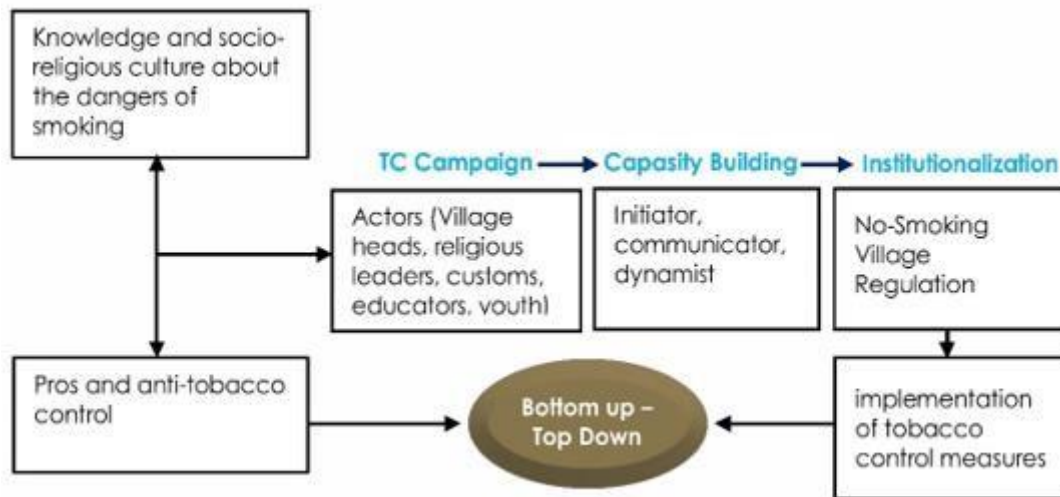 Knowledge and socio-
religious culture about
the dangers of
smoking
TC Campaign
Capasity Building
Institutionalization
Actors (Village
heads, religious
leaders, customs,
educators, youth)
Initiator,
communicator,
dynamist
No-Smoking
Village
Regulation
Pros and anti-tobacco
control
Bottom up –
Top Down
implementation
of tobacco
control measures